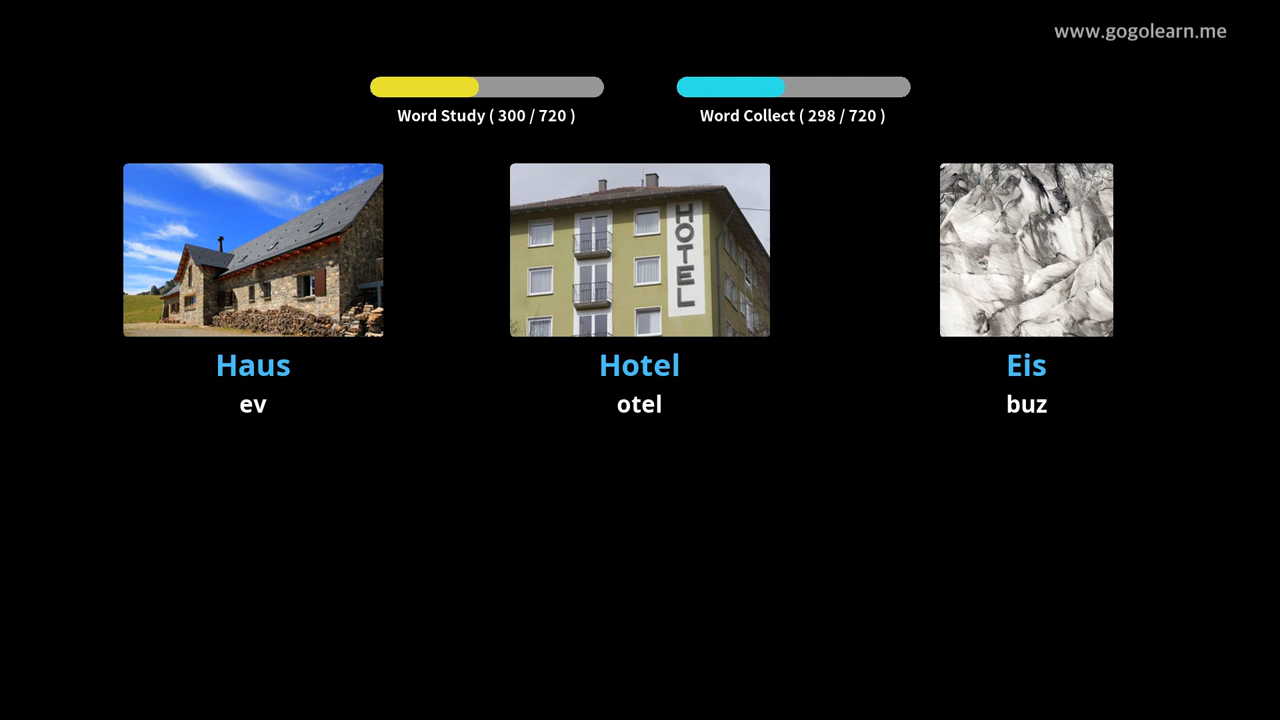 www.gogolearn.me
Word Study ( 300 / 720 )
Word Collect ( 298 / 720 )
HOTEL
Haus
Hotel
Eis
ev
otel
buz